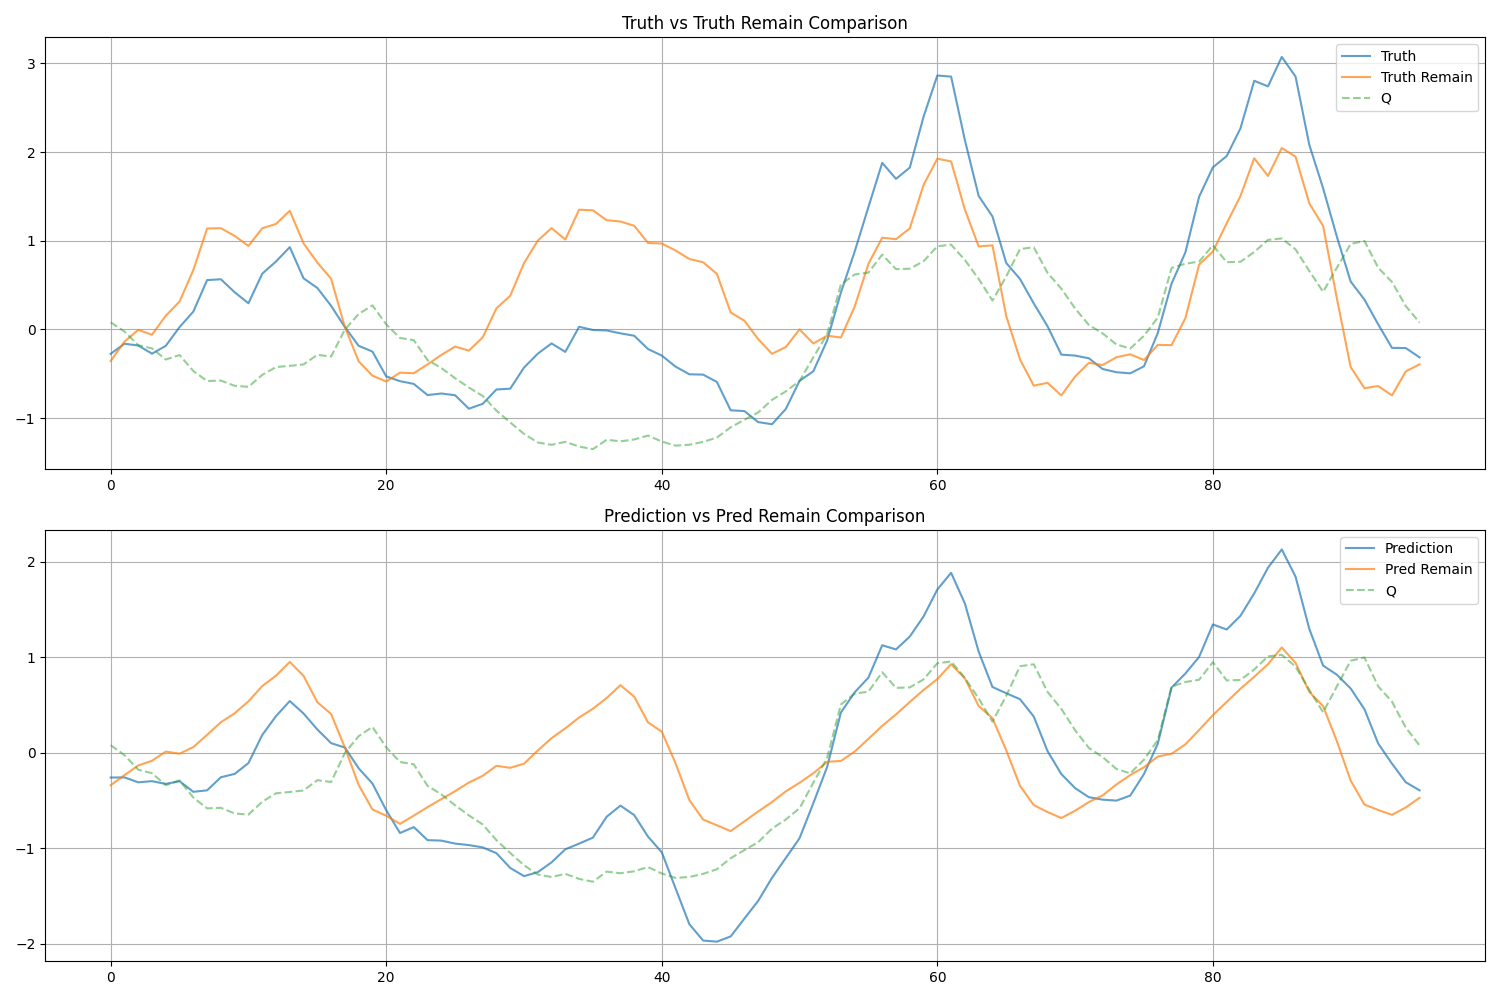 Truth vs Truth Remain Comparison
Truth
Truth Remain
Q
3
2
1
0
−1
0 20 40 60 80
Prediction vs Pred Remain Comparison
Prediction
Pred Remain
Q
2
1
0
−1
−2
0 20 40 60 80